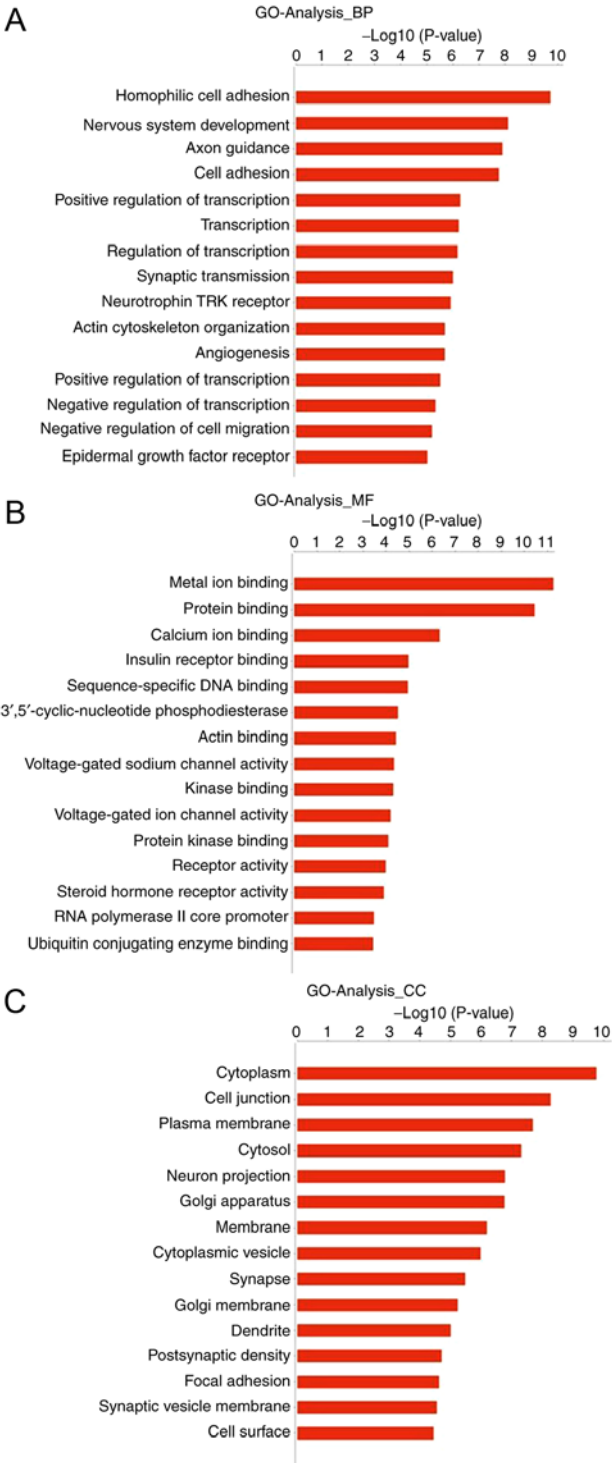 A
GO-Analysis_BP
–Log10 (P-value)
0 1 2 3 4 5 6 7 8 9 10
Homophilic cell adhesion
Nervous system development
Axon guidance
Cell adhesion
Positive regulation of transcription
Transcription
Regulation of transcription
Synaptic transmission
Neurotrophin TRK receptor
Actin cytoskeleton organization
Angiogenesis
Positive regulation of transcription
Negative regulation of transcription
Negative regulation of cell migration
Epidermal growth factor receptor
B
GO-Analysis_MF
–Log10 (P-value)
0 1 2 3 4 5 6 7 8 9 10 11
Metal ion binding
Protein binding
Calcium ion binding
Insulin receptor binding
Sequence-specific DNA binding
3′,5′-cyclic-nucleotide phosphodiesterase
Actin binding
Voltage-gated sodium channel activity
Kinase binding
Voltage-gated ion channel activity
Protein kinase binding
Receptor activity
Steroid hormone receptor activity
RNA polymerase II core promoter
Ubiquitin conjugating enzyme binding
C
GO-Analysis_CC
–Log10 (P-value)
0 1 2 3 4 5 6 7 8 9 10
Cytoplasm
Cell junction
Plasma membrane
Cytosol
Neuron projection
Golgi apparatus
Membrane
Cytoplasmic vesicle
Synapse
Golgi membrane
Dendrite
Postsynaptic density
Focal adhesion
Synaptic vesicle membrane
Cell surface